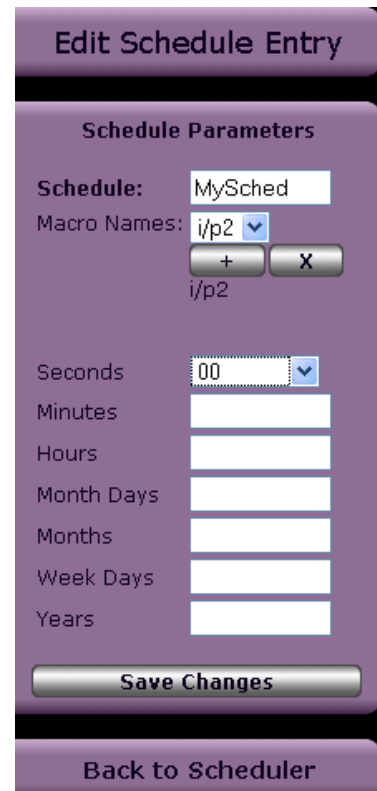 Edit Schedule Entry
Schedule Parameters
Schedule: MySched
Macro Names: i/p2
+ X
i/p2
Seconds 00
Minutes
Hours
Month Days
Months
Week Days
Years
Save Changes
Back to Scheduler